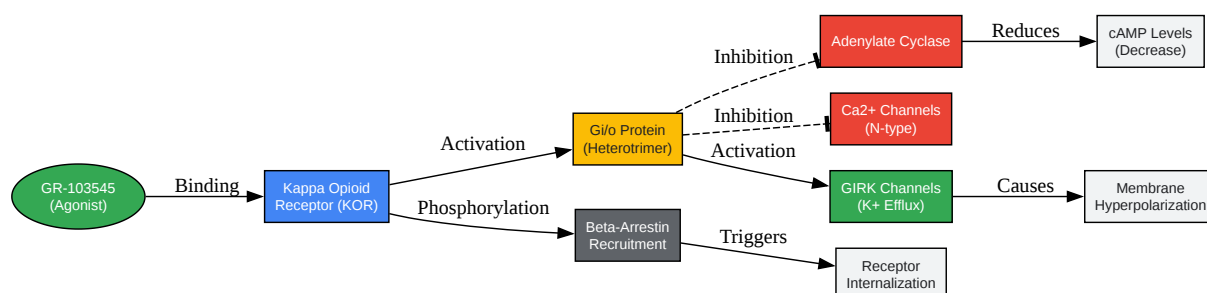 GR-103545
(Agonist)
Binding
Kappa Opioid
Receptor (KOR)
Activation
Phosphorylation
Gi/o Protein
(Heterotrimer)
Beta-Arrestin
Recruitment
Inhibition
Inhibition
Activation
Triggers
Adenylate Cyclase
Ca2+ Channels
(N-type)
GIRK Channels
(K+ Efflux)
Receptor
Internalization
Reduces
Causes
cAMP Levels
(Decrease)
Membrane
Hyperpolarization